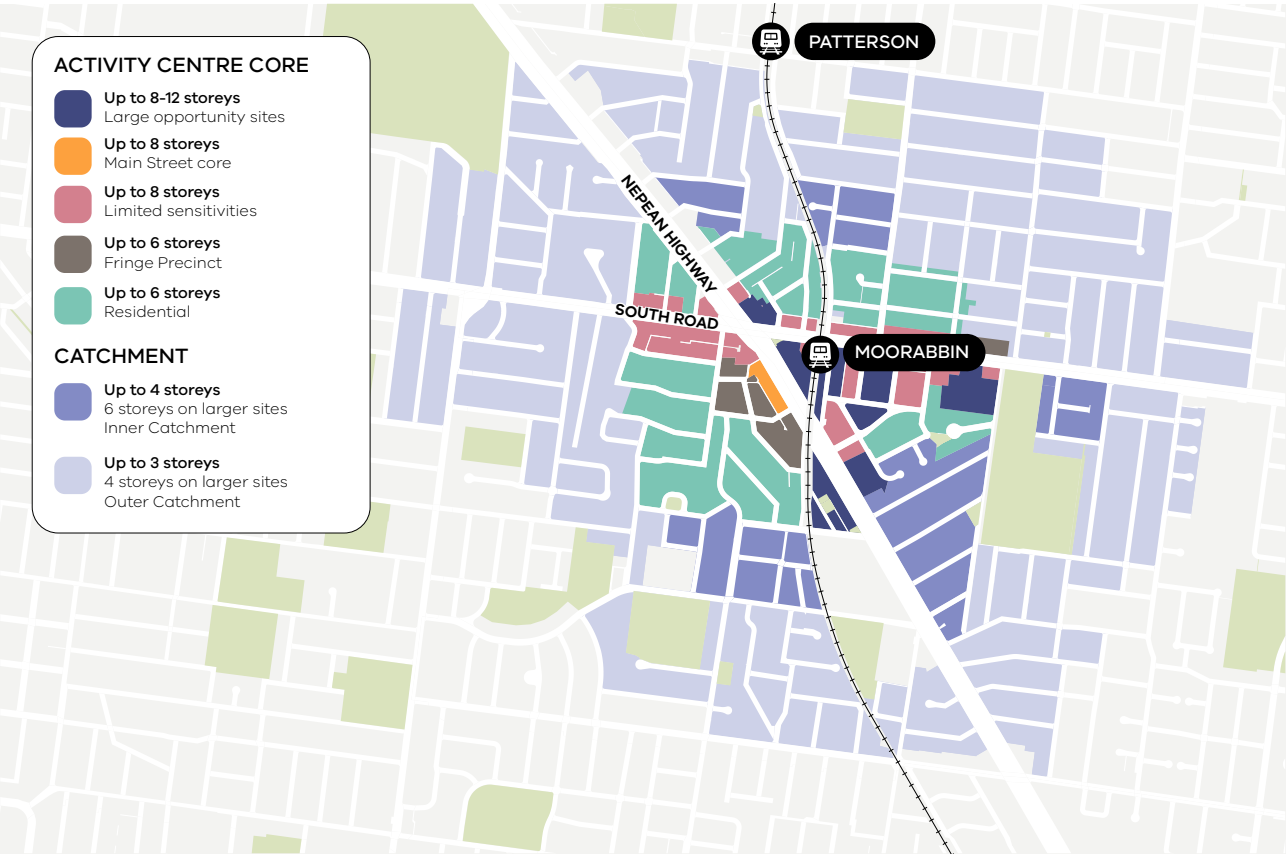 ACTIVITY CENTRE CORE
Up to 8-12 storeys
Large opportunity sites
Up to 8 storeys
Main Street core
Up to 8 storeys
Limited sensitivities
Up to 6 storeys
Fringe Precinct
Up to 6 storeys
Residential
CATCHMENT
Up to 4 storeys
6 storeys on larger sites
Inner Catchment
Up to 3 storeys
4 storeys on larger sites
Outer Catchment
PATTERSON
NEPEAN HIGHWAY
SOUTH ROAD
MOORABBIN